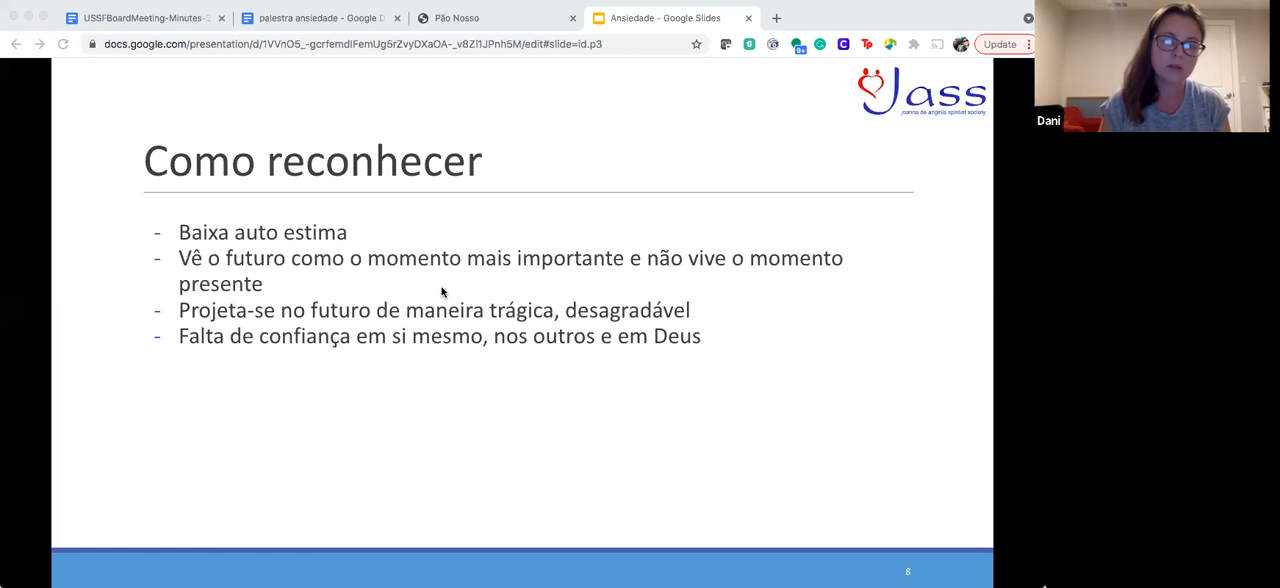 USSFBoardMeeting-Minutes-2
palestra ansiedade - Google D
Pão Nosso
Ansiedade - Google Slides
docs.google.com/presentation/d/1VVnO5_-gcrfemdIFemUg5rZvyDXaOA-_v8ZI1JPnh5M/edit#slide=id.p3
9+
Update
Dani
Jass
joanna de angelis spiritist society
Como reconhecer
- Baixa auto estima
- Vê o futuro como o momento mais importante e não vive o momento
presente
- Projeta-se no futuro de maneira trágica, desagradável
- Falta de confiança em si mesmo, nos outros e em Deus
8